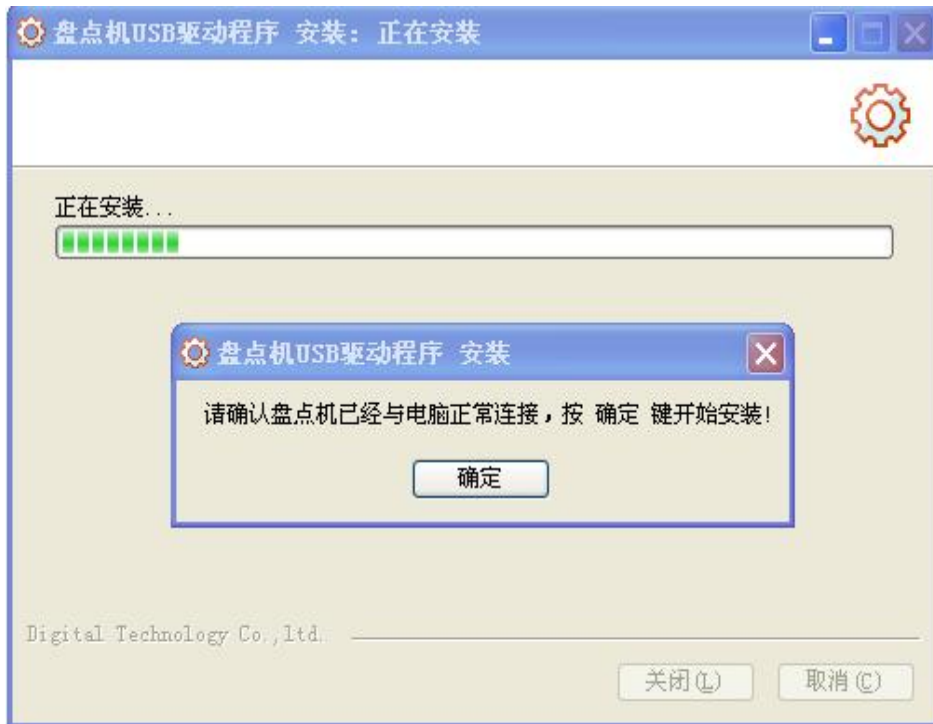 盘点机USB驱动程序 安装：正在安装
正在安装...
盘点机USB驱动程序 安装
请确认盘点机已经与电脑正常连接，按 确定 键开始安装!
确定
Digital Technology Co.,ltd.
关闭(L)
取消(C)